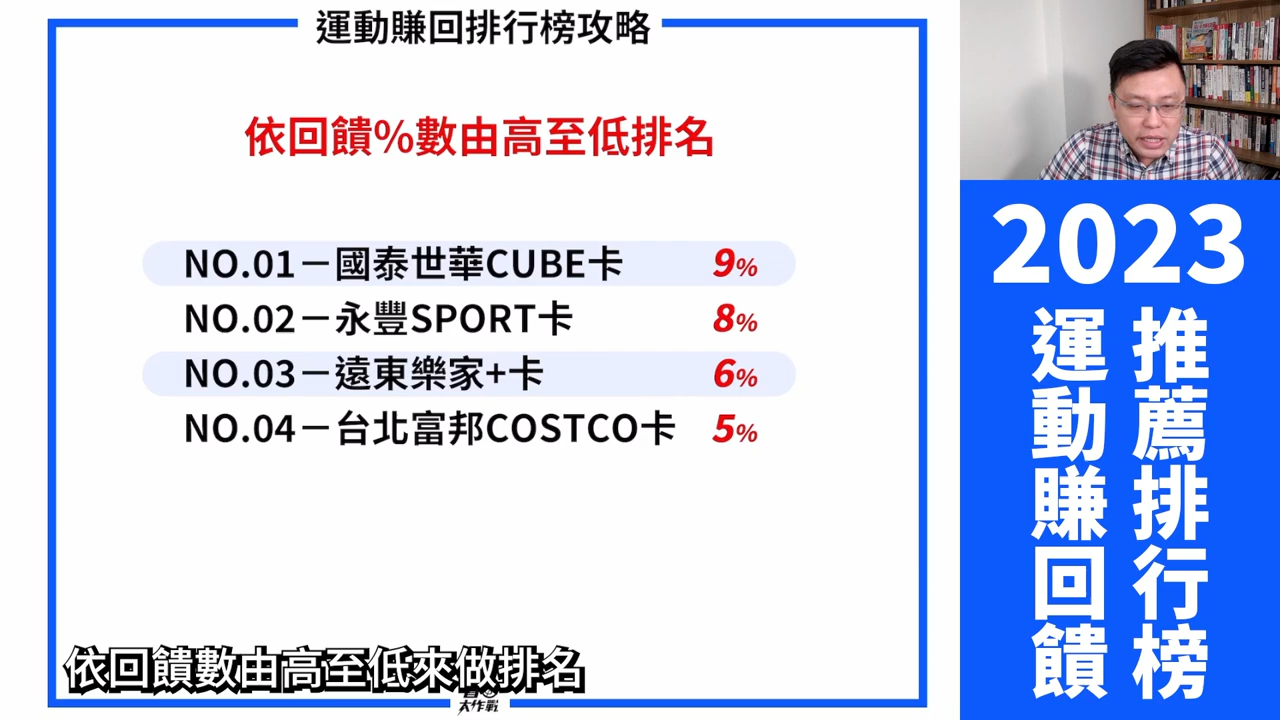 運動賺回排行榜攻略
依回饋%數由高至低排名
NO.01－國泰世華CUBE卡 9%
NO.02－永豐SPORT卡 8%
NO.03－遠東樂家+卡 6%
NO.04－台北富邦COSTCO卡 5%
依回饋數由高至低來做排名
大作戰
2023
推薦排行榜
運動賺回饋